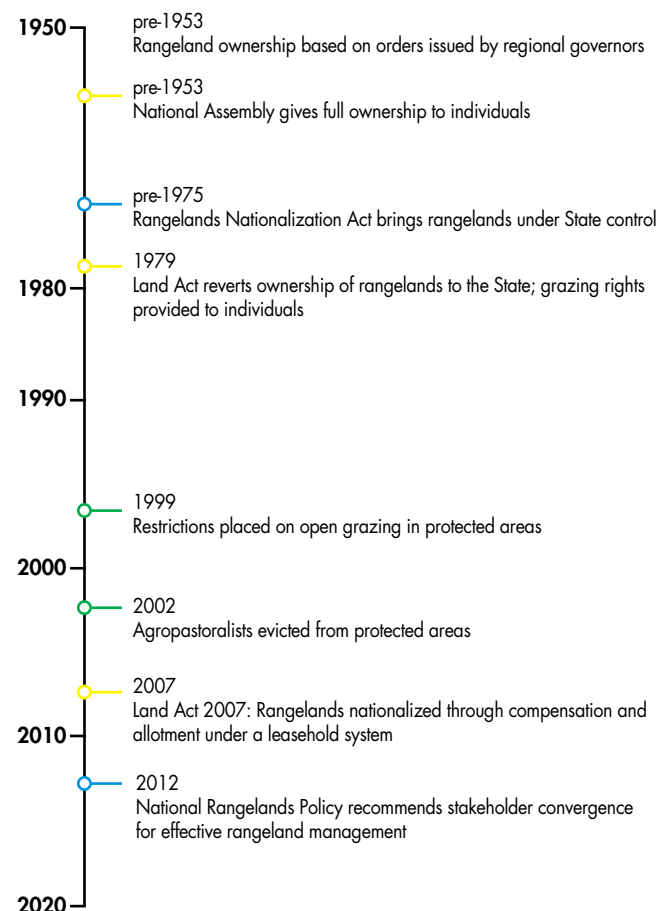 1950
pre-1953
Rangeland ownership based on orders issued by regional governors
pre-1953
National Assembly gives full ownership to individuals
pre-1975
Rangelands Nationalization Act brings rangelands under State control
1979
Land Act reverts ownership of rangelands to the State; grazing rights
provided to individuals
1980
1990
1999
Restrictions placed on open grazing in protected areas
2000
2002
Agropastoralists evicted from protected areas
2007
Land Act 2007: Rangelands nationalized through compensation and
allotment under a leasehold system
2010
2012
National Rangelands Policy recommends stakeholder convergence
for effective rangeland management
2020